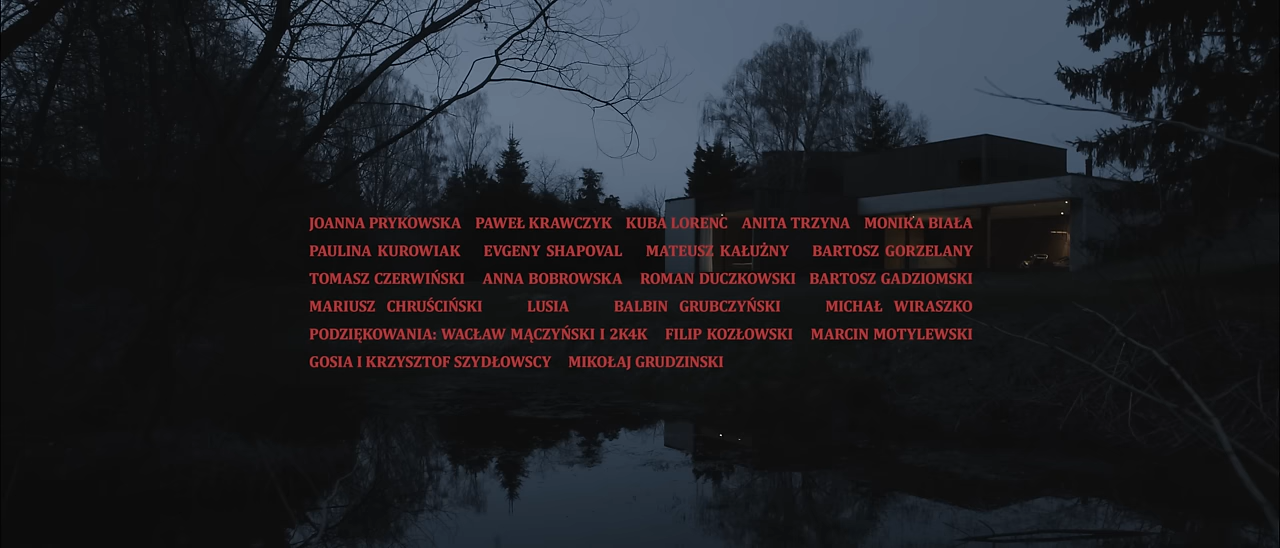 JOANNA PRYKOWSKA PAWEŁ KRAWCZYK KUBA LORENC ANITA TRZYNA MONIKA BIAŁA
PAULINA KUROWIAK EVGENY SHAPOVAL MATEUSZ KAŁUŻNY BARTOSZ GORZELANY
TOMASZ CZERWIŃSKI ANNA BOBROWSKA ROMAN DUCZKOWSKI BARTOSZ GADZIOMSKI
MARIUSZ CHRUŚCIŃSKI LUSIA BALBIN GRUBCZYŃSKI MICHAŁ WIRASZKO
PODZIĘKOWANIA: WACŁAW MĄCZYŃSKI I 2K4K FILIP KOZŁOWSKI MARCIN MOTYLEWSKI
GOSIA I KRZYSZTOF SZYDŁOWSCY MIKOŁAJ GRUDZINSKI